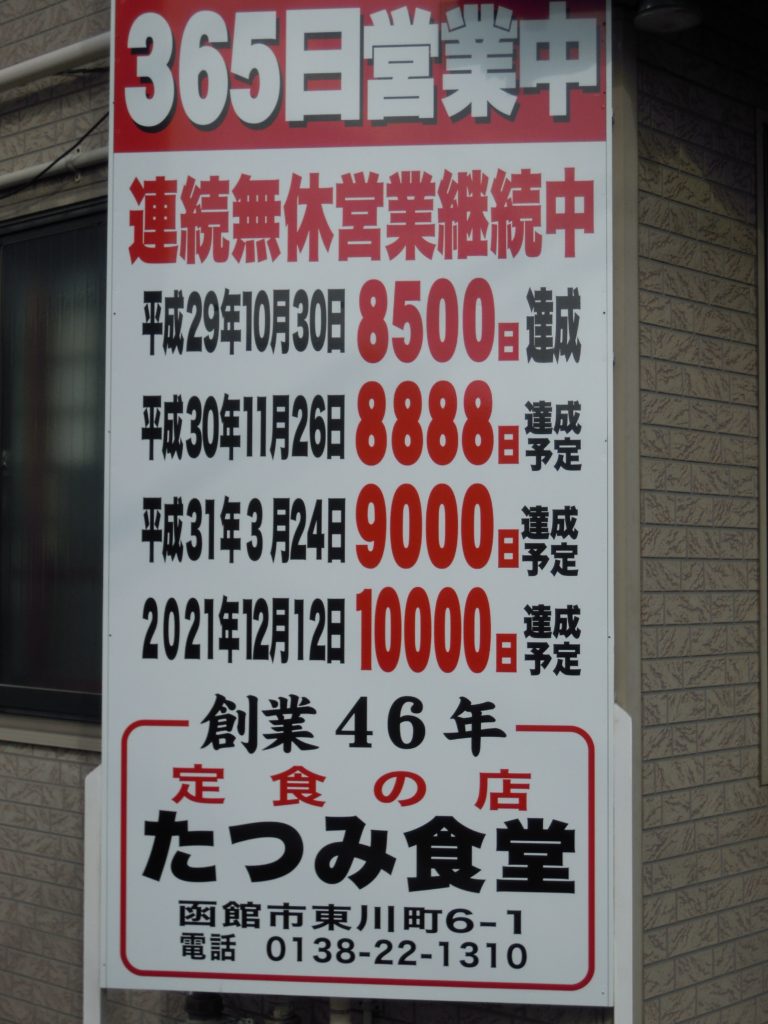 365日営業中
連続無休営業継続中
平成29年10月30日 8500日 達成
平成30年11月26日 8888日 達成予定
平成31年3月24日 9000日 達成予定
2021年12月12日 10000日 達成予定
創業46年
定食の店
たつみ食堂
函館市東川町6-1
電話 0138-22-1310